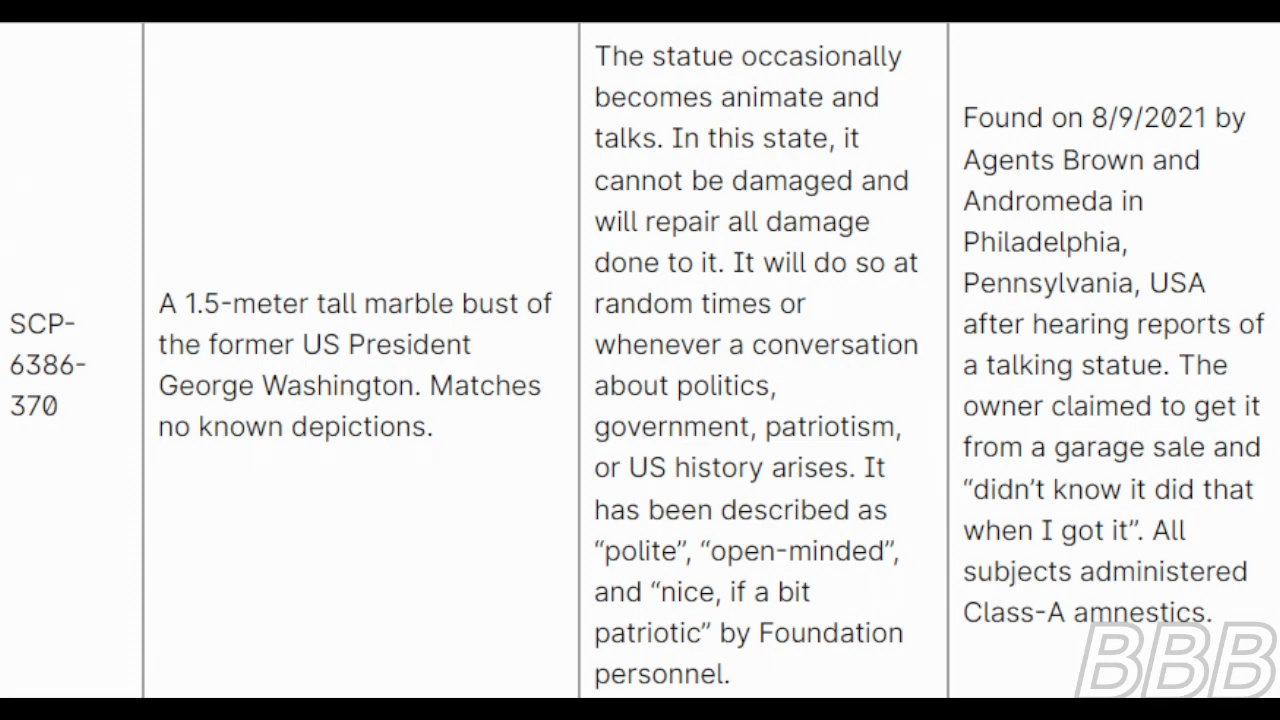 SCP-
6386-
370
A 1.5-meter tall marble bust of
the former US President
George Washington. Matches
no known depictions.
The statue occasionally
becomes animate and
talks. In this state, it
cannot be damaged and
will repair all damage
done to it. It will do so at
random times or
whenever a conversation
about politics,
government, patriotism,
or US history arises. It
has been described as
“polite”, “open-minded”,
and “nice, if a bit
patriotic” by Foundation
personnel.
Found on 8/9/2021 by
Agents Brown and
Andromeda in
Philadelphia,
Pennsylvania, USA
after hearing reports of
a talking statue. The
owner claimed to get it
from a garage sale and
“didn’t know it did that
when I got it”. All
subjects administered
Class-A amnestics.
BBB